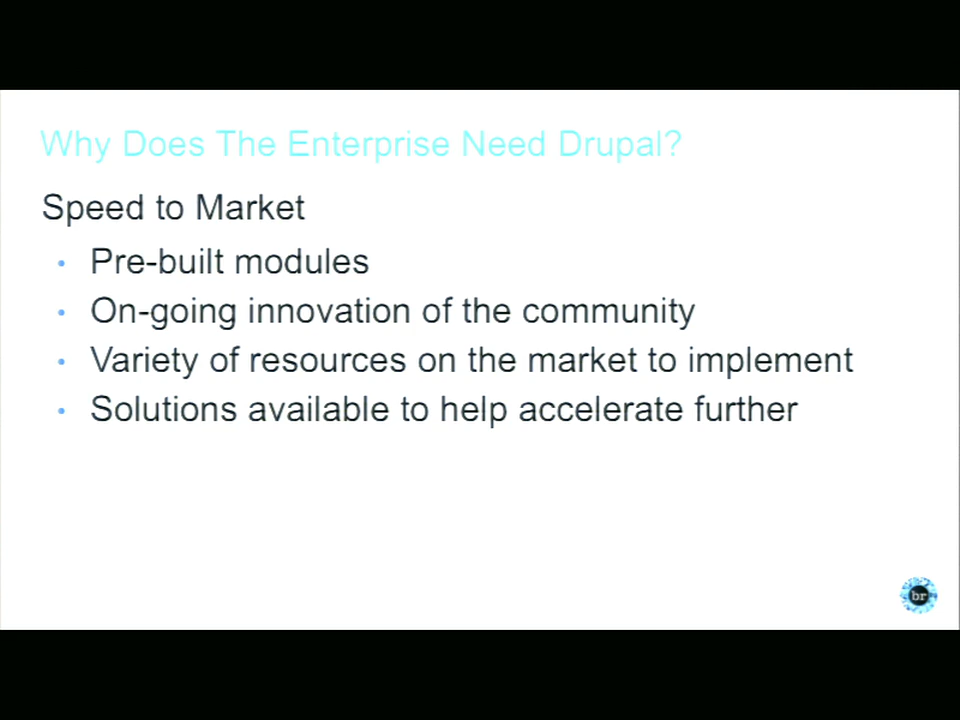 Why Does The Enterprise Need Drupal?
Speed to Market
• Pre-built modules
• On-going innovation of the community
• Variety of resources on the market to implement
• Solutions available to help accelerate further
br